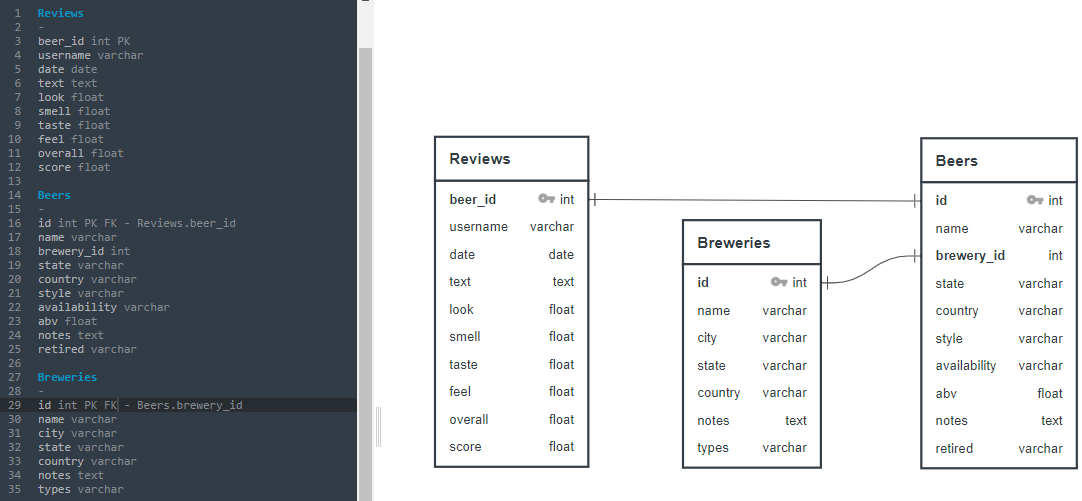 1 Reviews
2 -
3 beer_id int PK
4 username varchar
5 date date
6 text text
7 look float
8 smell float
9 taste float
10 feel float
11 overall float
12 score float
13
14 Beers
15 -
16 id int PK FK - Reviews.beer_id
17 name varchar
18 brewery_id int
19 state varchar
20 country varchar
21 style varchar
22 availability varchar
23 abv float
24 notes text
25 retired varchar
26
27 Breweries
28 -
29 id int PK FK - Beers.brewery_id
30 name varchar
31 city varchar
32 state varchar
33 country varchar
34 notes text
35 types varchar
Reviews
beer_id int
username varchar
date date
text text
look float
smell float
taste float
feel float
overall float
score float
Breweries
id int
name varchar
city varchar
state varchar
country varchar
notes text
types varchar
Beers
id int
name varchar
brewery_id int
state varchar
country varchar
style varchar
availability varchar
abv float
notes text
retired varchar